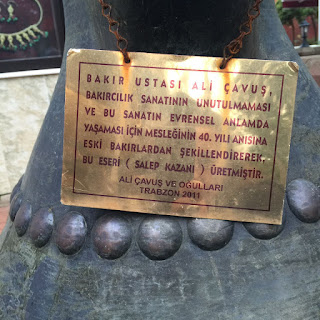 BAKIR USTASI ALİ ÇAVUŞ,
BAKIRCILIK SANATININ UNUTULMAMASI
VE BU SANATIN EVRENSEL ANLAMDA
YAŞAMASI İÇİN MESLEĞİNİN 40. YILI ANISINA
ESKİ BAKIRLARDAN ŞEKİLLENDİREREK,
BU ESERİ ( SALEP KAZANI ) ÜRETMİŞTİR.
ALİ ÇAVUŞ VE OĞULLARI
TRABZON 2011